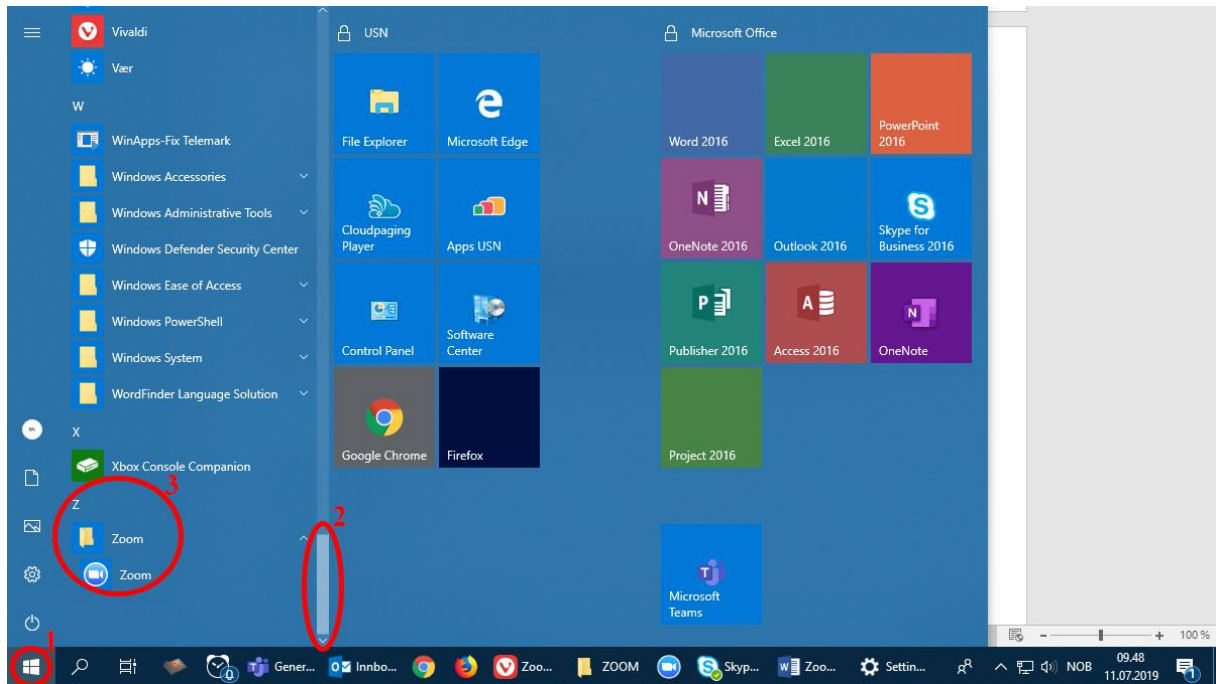 Vivaldi
Vær
W
WinApps-Fix Telemark
Windows Accessories
Windows Administrative Tools
Windows Defender Security Center
Windows Ease of Access
Windows PowerShell
Windows System
WordFinder Language Solution
X
Xbox Console Companion
3
Z
Zoom
Zoom
2
1
USN
File Explorer
Microsoft Edge
Cloudpaging
Player
Apps USN
Control Panel
Software
Center
Google Chrome
Firefox
Microsoft Office
Word 2016
Excel 2016
PowerPoint
2016
OneNote 2016
Outlook 2016
Skype for
Business 2016
Publisher 2016
Access 2016
OneNote
Project 2016
Microsoft
Teams
100 %
Gener...
Innbo...
Zoo...
ZOOM
Skyp...
Zoo...
Settin...
NOB
09.48
11.07.2019
1